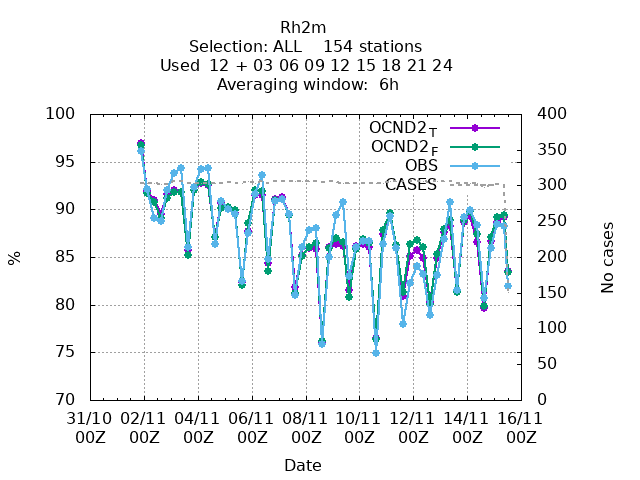 Rh2m
Selection: ALL    154 stations
Used  12 + 03 06 09 12 15 18 21 24
Averaging window:  6h
100
95
90
85
80
75
70
%
400
350
300
250
200
150
100
50
0
No cases
OCND2_T
OCND2_F
OBS
CASES
31/10 02/11 04/11 06/11 08/11 10/11 12/11 14/11 16/11
00Z 00Z 00Z 00Z 00Z 00Z 00Z 00Z 00Z
Date